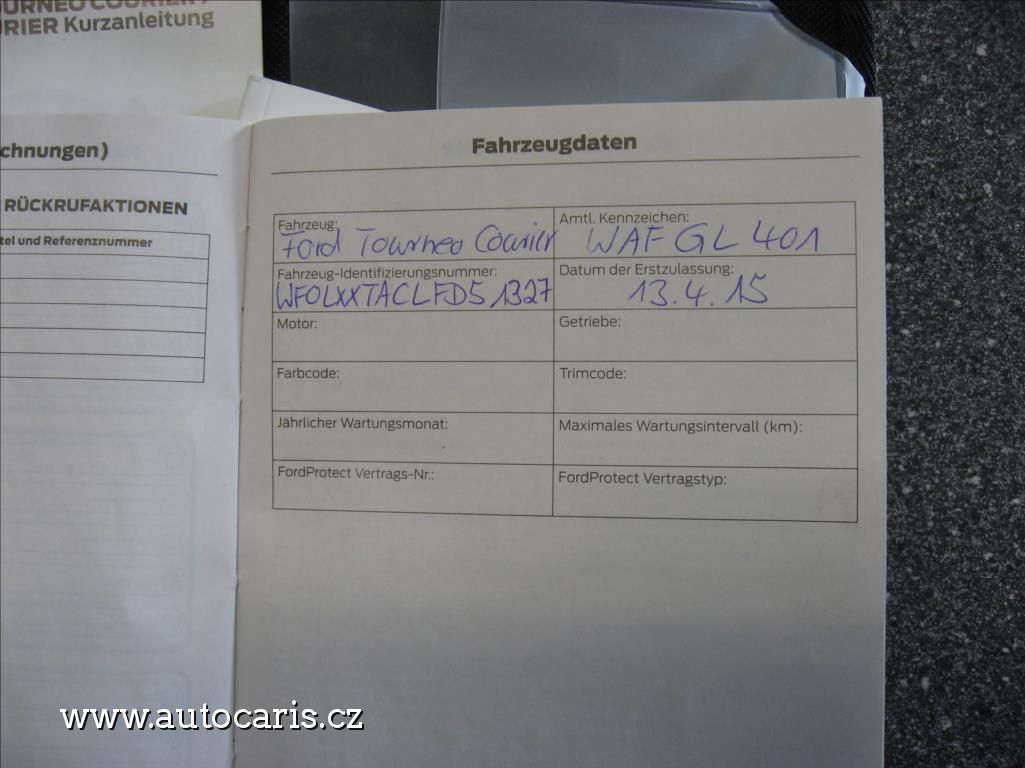 RIER Kurzanleitung
chnungen)
RÜCKRUFAKTIONEN
tel und Referenznummer
Fahrzeugdaten
Fahrzeug:
Ford Tourneo Courier
Amtl. Kennzeichen:
WAF GL 401
Fahrzeug-Identifizierungsnummer:
WF0LXXTACLFD51327
Datum der Erstzulassung:
13.4.15
Motor:
Getriebe:
Farbcode:
Trimcode:
Jährlicher Wartungsmonat:
Maximales Wartungsintervall (km):
FordProtect Vertrags-Nr.:
FordProtect Vertragstyp:
www.autocaris.cz